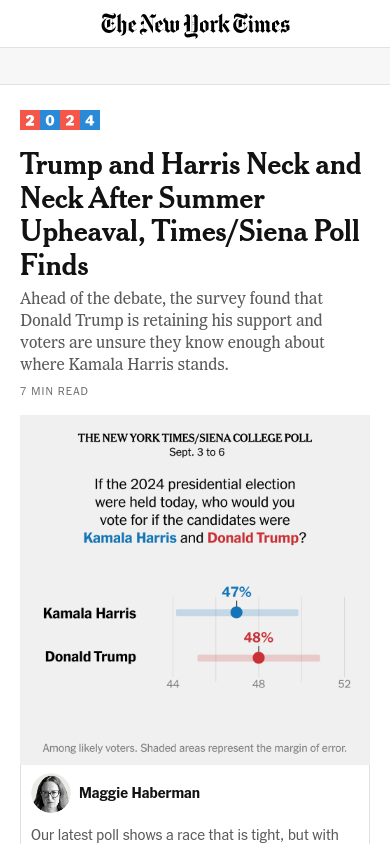 The New York Times
2024
Trump and Harris Neck and
Neck After Summer
Upheaval, Times/Siena Poll
Finds
Ahead of the debate, the survey found that
Donald Trump is retaining his support and
voters are unsure they know enough about
where Kamala Harris stands.
7 MIN READ
THE NEW YORK TIMES/SIENA COLLEGE POLL
Sept. 3 to 6
If the 2024 presidential election
were held today, who would you
vote for if the candidates were
Kamala Harris and Donald Trump?
47%
Kamala Harris
48%
Donald Trump
44 48 52
Among likely voters. Shaded areas represent the margin of error.
Maggie Haberman
Our latest poll shows a race that is tight, but with